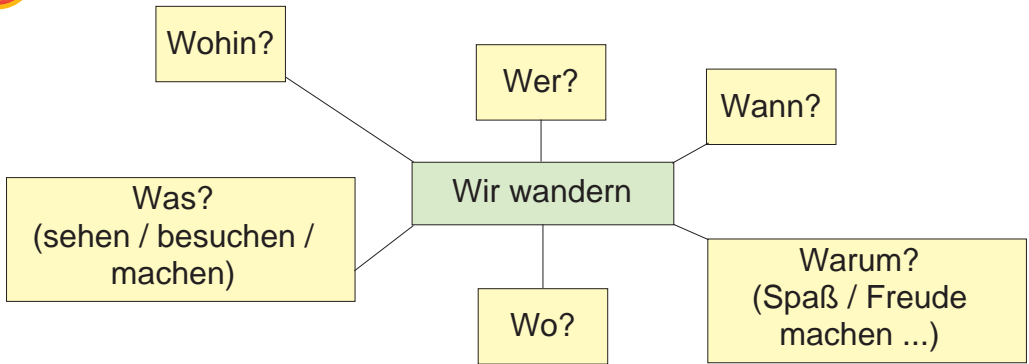 Wohin?
Wer?
Wann?
Wir wandern
Was?
(sehen / besuchen /
machen)
Warum?
(Spaß / Freude
machen ...)
Wo?